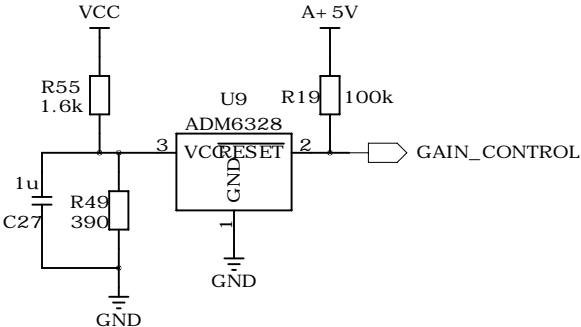 VCC
A+5V
R55
1.6k
U9
ADM6328
R19
100k
3
VCC
RESET
2
GAIN_CONTROL
GND
1u
C27
R49
390
1
GND
GND